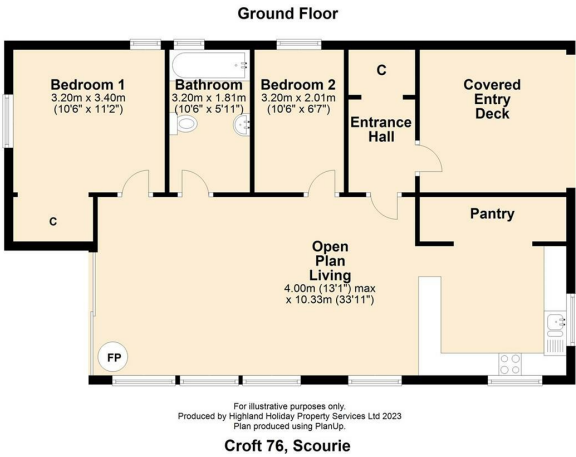 Ground Floor
Bedroom 1
3.20m x 3.40m
(10'6" x 11'2")
Bathroom
3.20m x 1.81m
(10'6" x 5'11")
Bedroom 2
3.20m x 2.01m
(10'6" x 6'7")
C
Entrance
Hall
Covered
Entry
Deck
C
Pantry
Open
Plan
Living
4.00m (13'1") max
x 10.33m (33'11")
FP
For illustrative purposes only.
Produced by Highland Holiday Property Services Ltd 2023
Plan produced using PlanUp.
Croft 76, Scourie